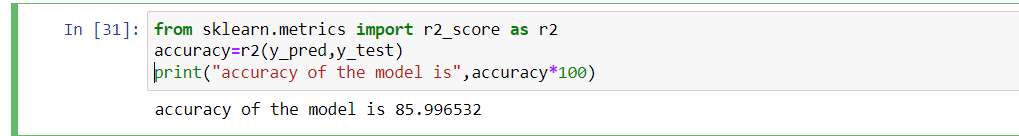 In [31]: from sklearn.metrics import r2_score as r2
accuracy=r2(y_pred,y_test)
print("accuracy of the model is",accuracy*100)
accuracy of the model is 85.996532